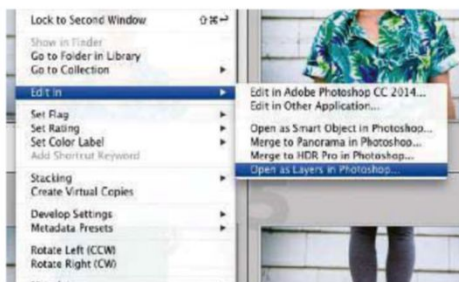 Lock to Second Window ⇧⌘↩
Show in Finder
Go to Folder in Library
Go to Collection
Edit In
Set Flag
Set Rating
Set Color Label
Add Shortcut Keyword
Stacking
Create Virtual Copies
Develop Settings
Metadata Presets
Rotate Left (CCW)
Rotate Right (CW)
Edit in Adobe Photoshop CC 2014...
Edit in Other Application...
Open as Smart Object in Photoshop...
Merge to Panorama in Photoshop...
Merge to HDR Pro in Photoshop...
Open as Layers in Photoshop...